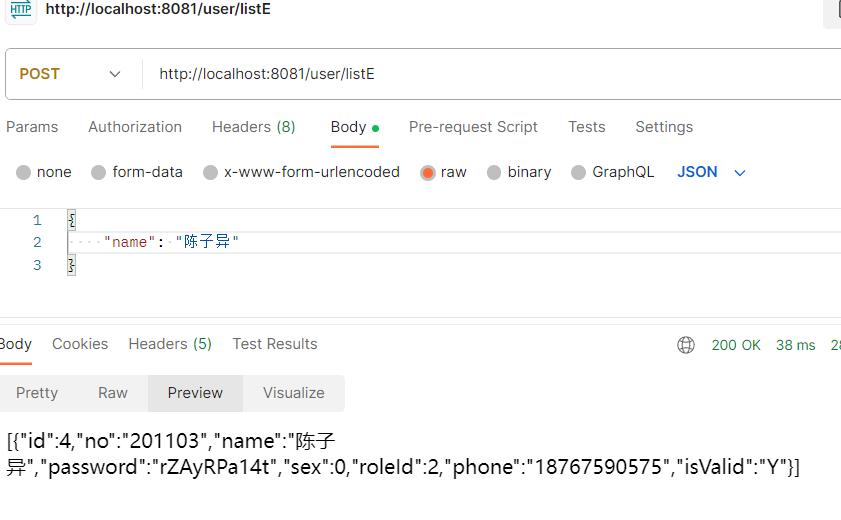 HTTP http://localhost:8081/user/listE
POST http://localhost:8081/user/listE
Params Authorization Headers (8) Body Pre-request Script Tests Settings
none form-data x-www-form-urlencoded raw binary GraphQL JSON
1 {
2 "name": "陈子异"
3 }
Body Cookies Headers (5) Test Results 200 OK 38 ms
Pretty Raw Preview Visualize
[{"id":4,"no":"201103","name":"陈子
异","password":"rZAyRPa14t","sex":0,"roleId":2,"phone":"18767590575","isValid":"Y"}]